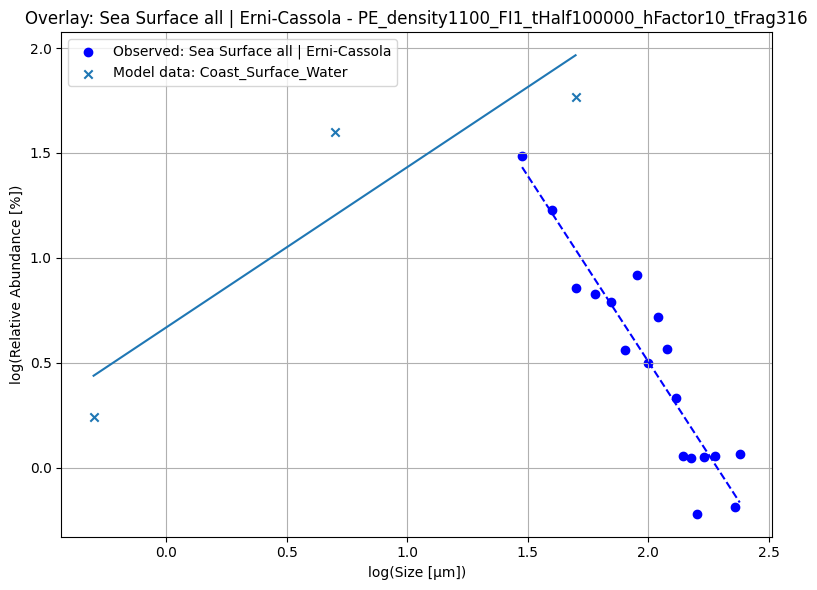 Overlay: Sea Surface all | Erni-Cassola - PE_density1100_FI1_tHalf100000_hFactor10_tFrag316
Observed: Sea Surface all | Erni-Cassola
Model data: Coast_Surface_Water
log(Relative Abundance [%])
2.0
1.5
1.0
0.5
0.0
0.0 0.5 1.0 1.5 2.0 2.5
log(Size [µm])